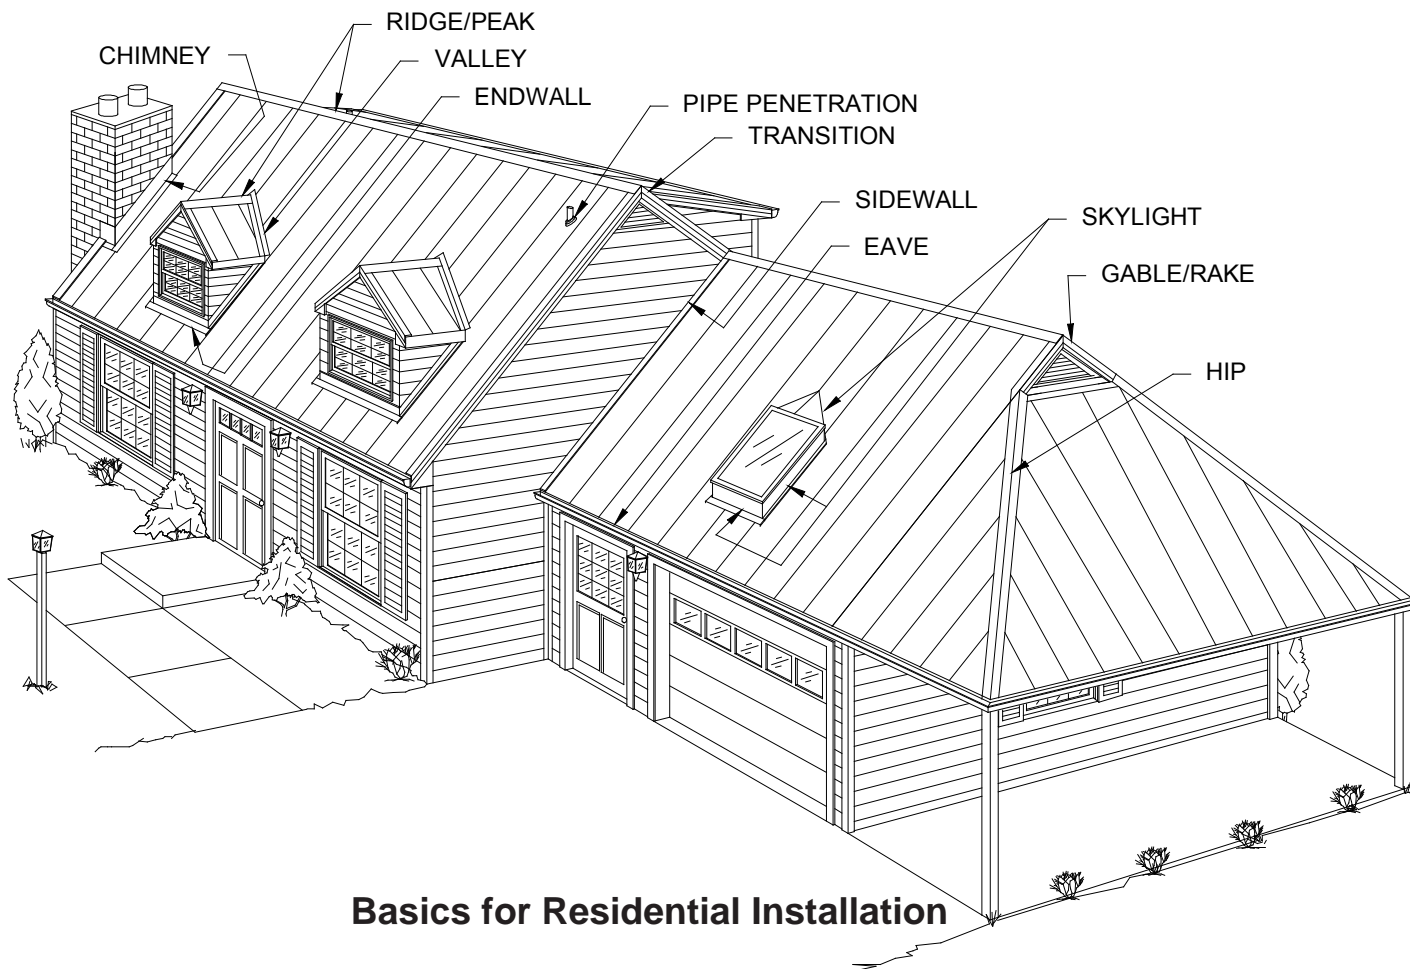 RIDGE/PEAK
CHIMNEY
VALLEY
ENDWALL
PIPE PENETRATION
TRANSITION
SIDEWALL
SKYLIGHT
EAVE
GABLE/RAKE
HIP
Basics for Residential Installation